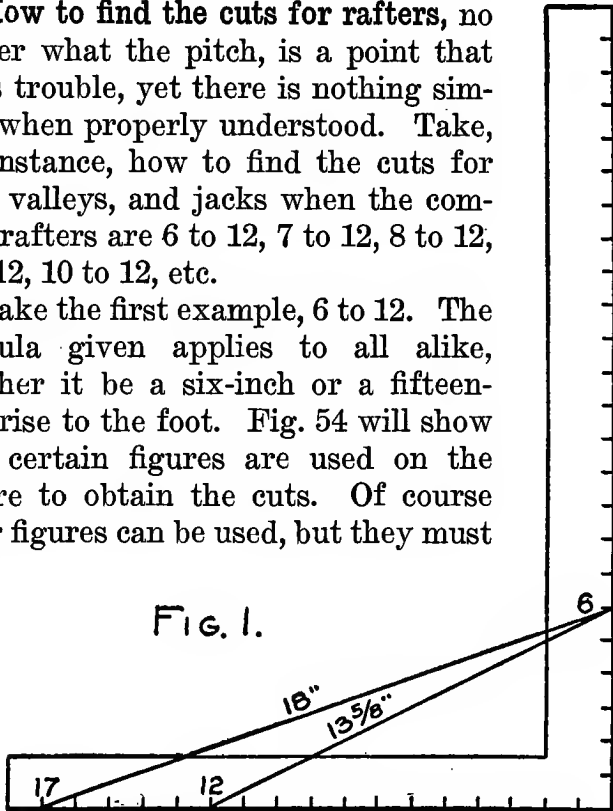 ow to find the cuts for rafters, no
er what the pitch, is a point that
s trouble, yet there is nothing sim-
when properly understood. Take,
nstance, how to find the cuts for
valleys, and jacks when the com-
rafters are 6 to 12, 7 to 12, 8 to 12,
12, 10 to 12, etc.
ake the first example, 6 to 12. The
ula given applies to all alike,
her it be a six-inch or a fifteen-
rise to the foot. Fig. 54 will show
certain figures are used on the
re to obtain the cuts. Of course
r figures can be used, but they must
FIG. 1.
6
18"
13 5/8"
17 12